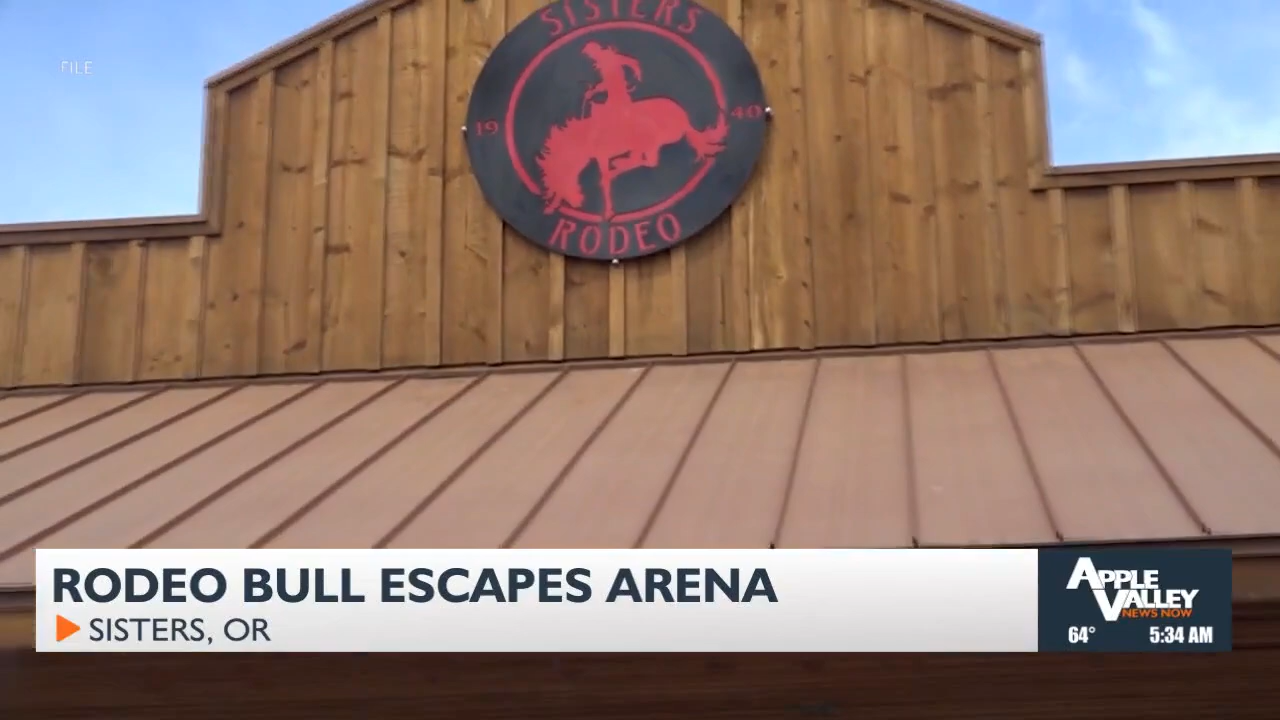 FILE
SISTERS
19 40
RODEO
RODEO BULL ESCAPES ARENA
SISTERS, OR
APPLE
VALLEY
NEWS NOW
64° 5:34 AM